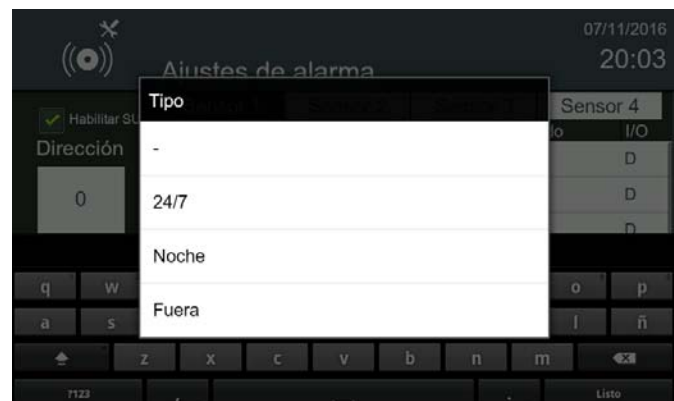 07/11/2016
20:03
Ajustes de alarma
Tipo
-
24/7
Noche
Fuera
Habilitar SU
Dirección
0
Sensor 4
lo
I/O
D
D
D
q w o p
a s l ñ
z x c v b n m
?123 , . Listo